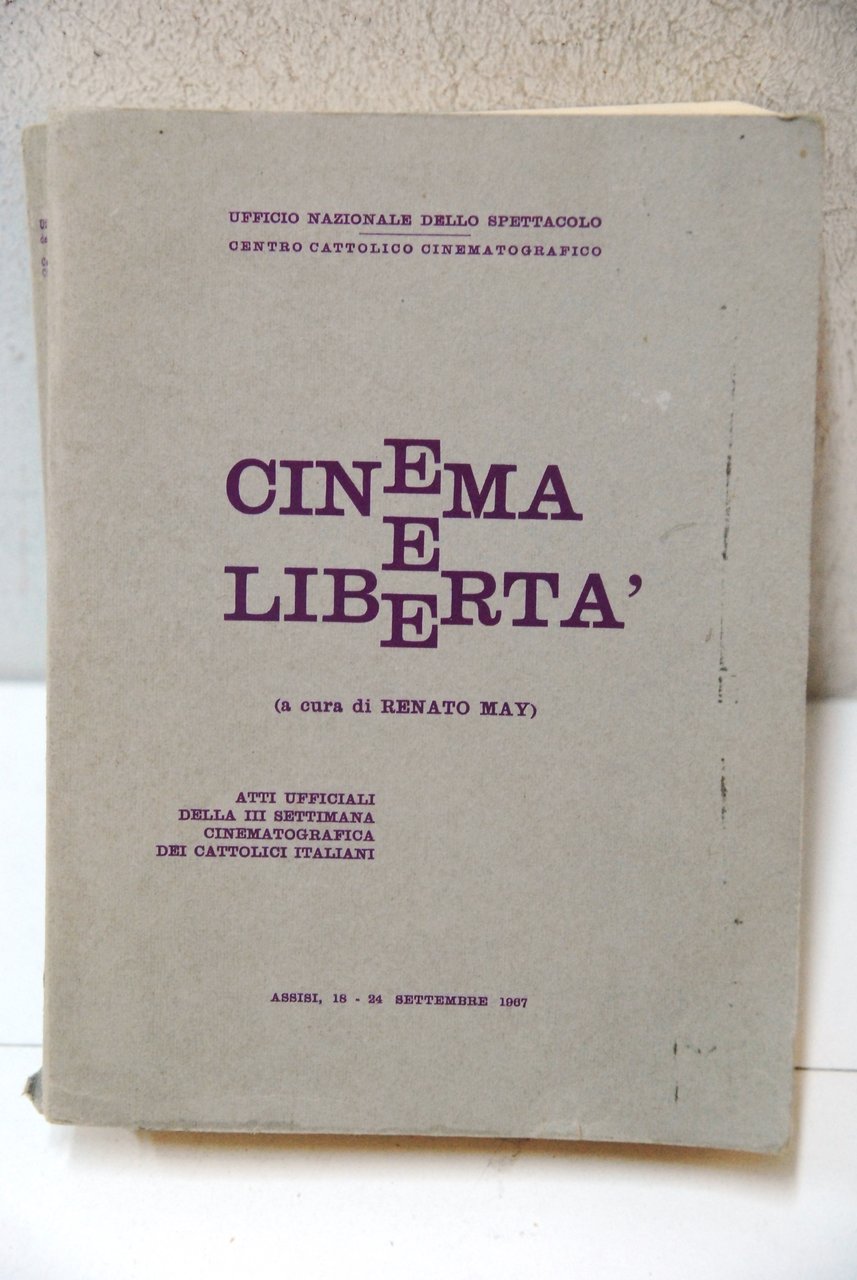 UFFICIO NAZIONALE DELLO SPETTACOLO
CENTRO CATTOLICO CINEMATOGRAFICO
CINEMA
E
LIBERTA'
(a cura di RENATO MAY)
ATTI UFFICIALI
DELLA III SETTIMANA
CINEMATOGRAFICA
DEI CATTOLICI ITALIANI
ASSISI, 18 - 24 SETTEMBRE 1967